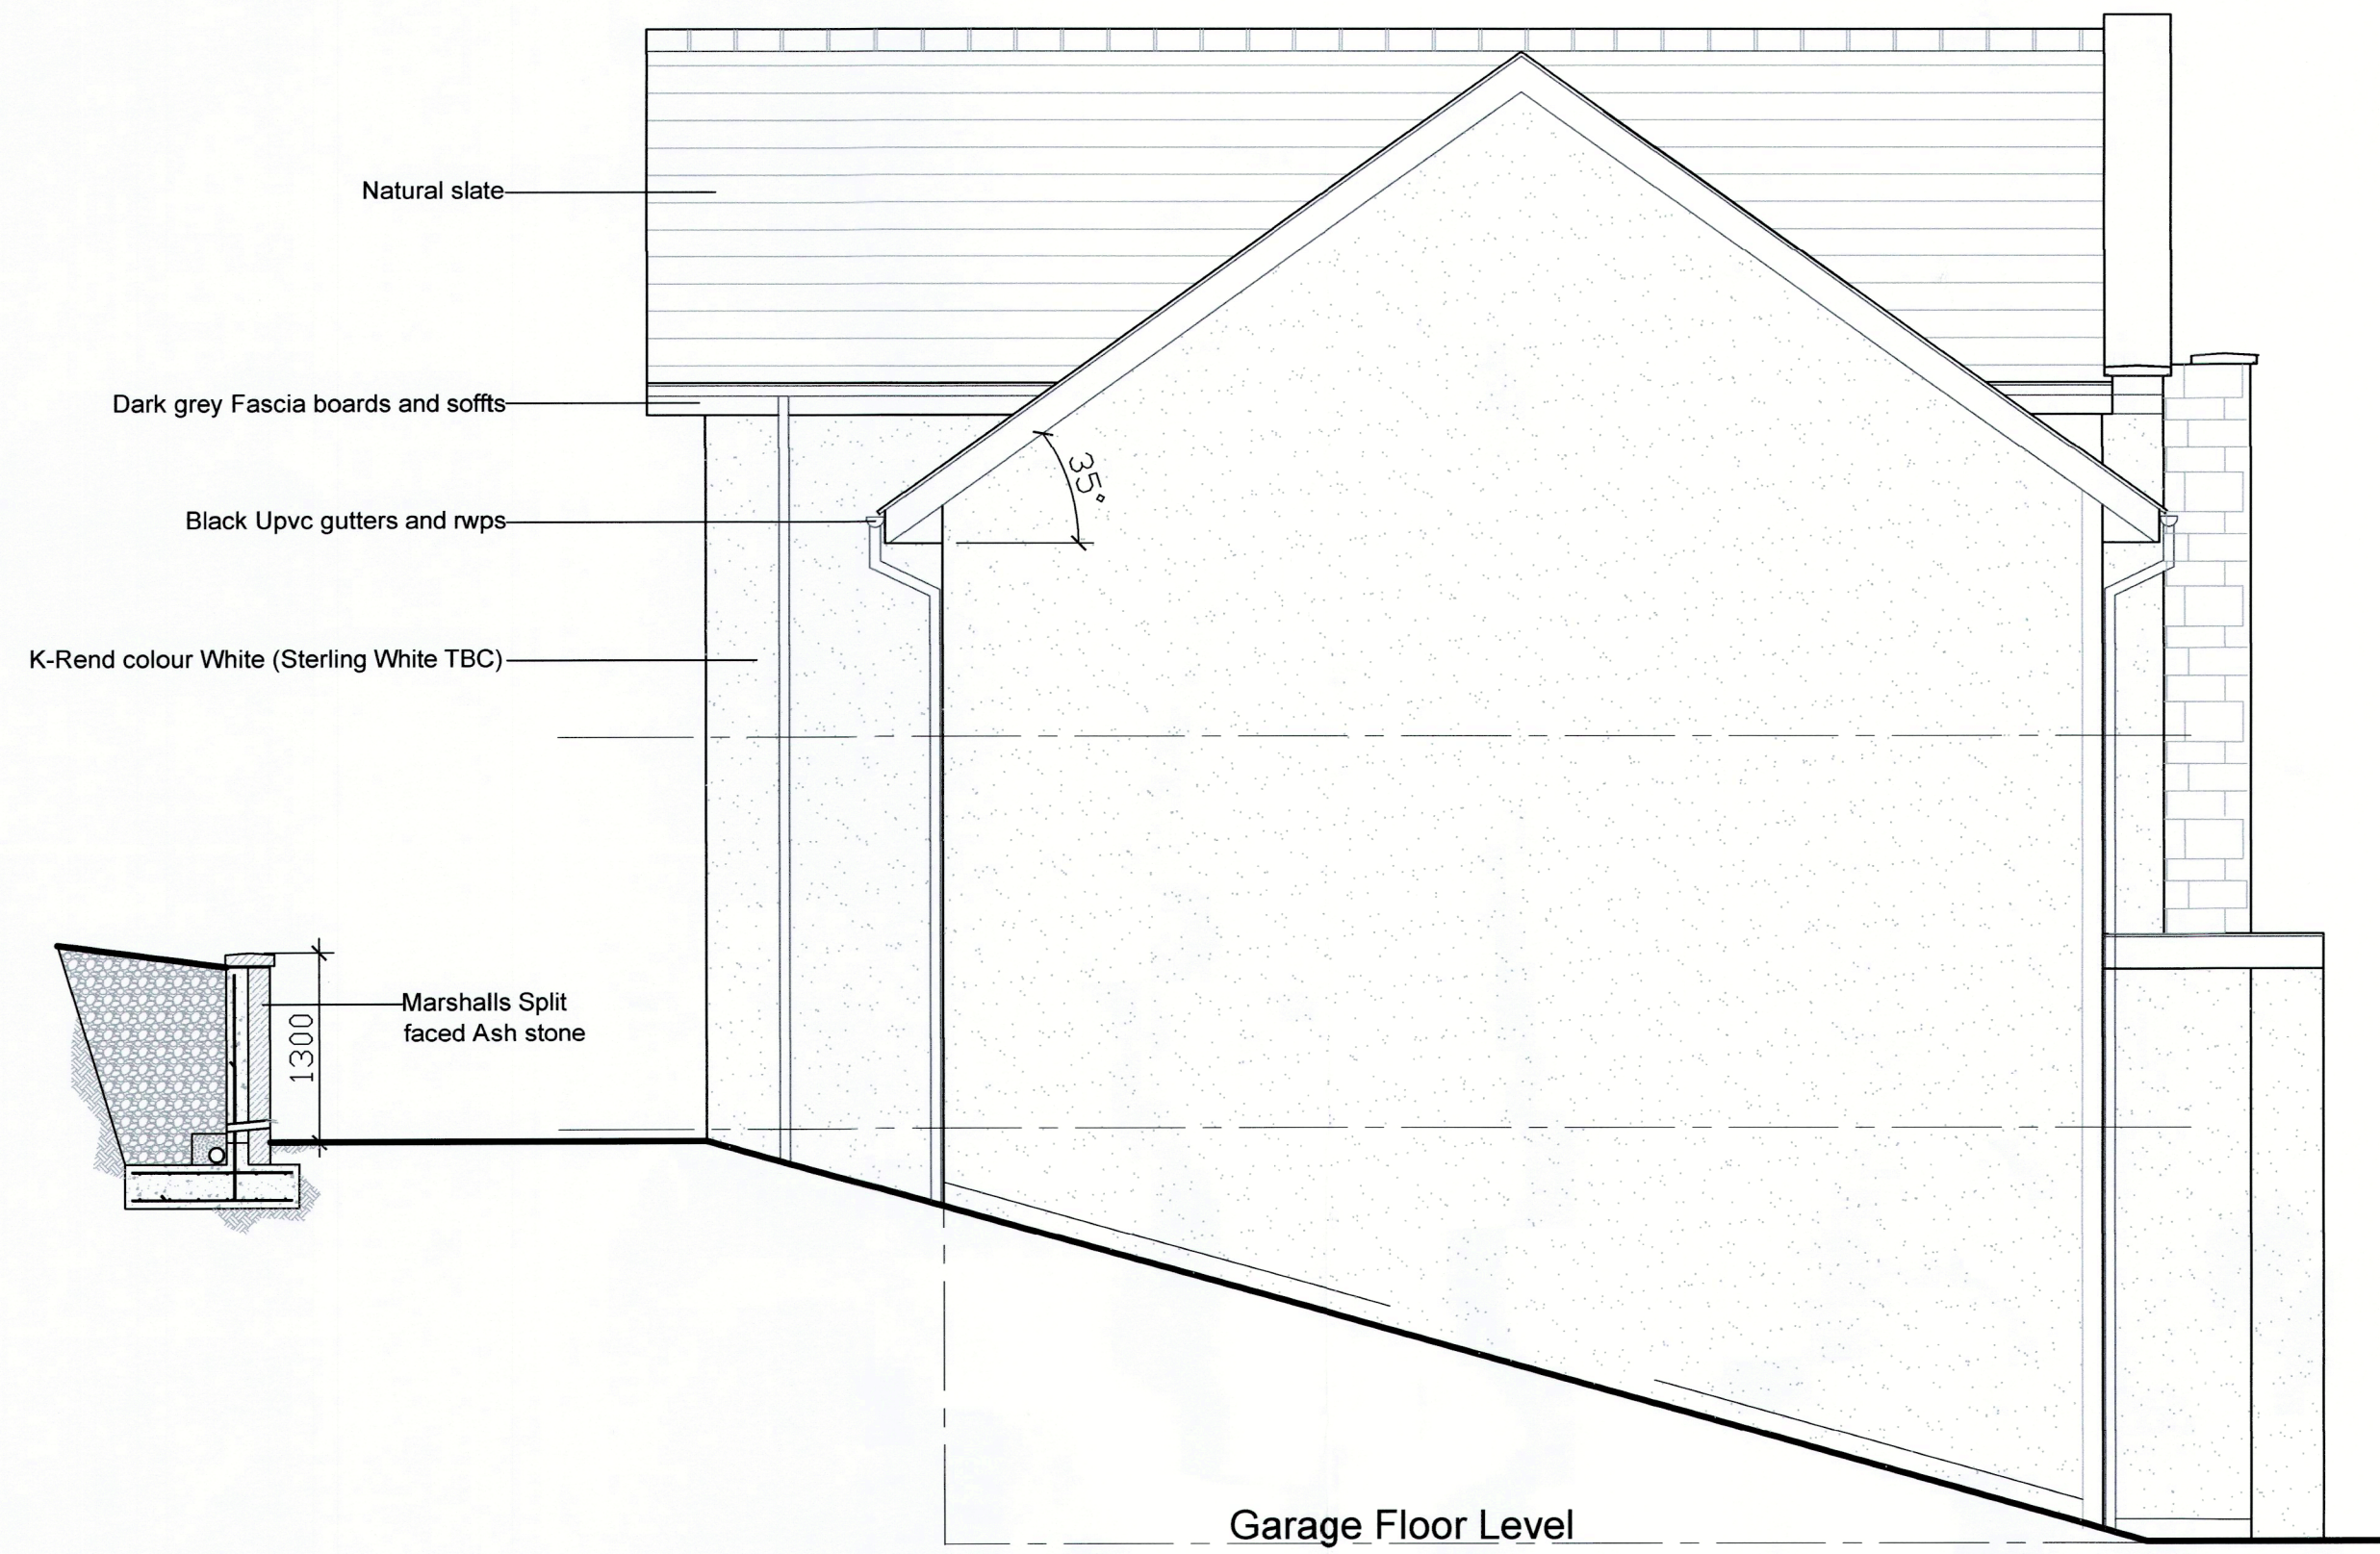 Natural slate
Dark grey Fascia boards and soffts
35°
Black Upvc gutters and rwps
K-Rend colour White (Sterling White TBC)
Marshalls Split
faced Ash stone
1300
Garage Floor Level